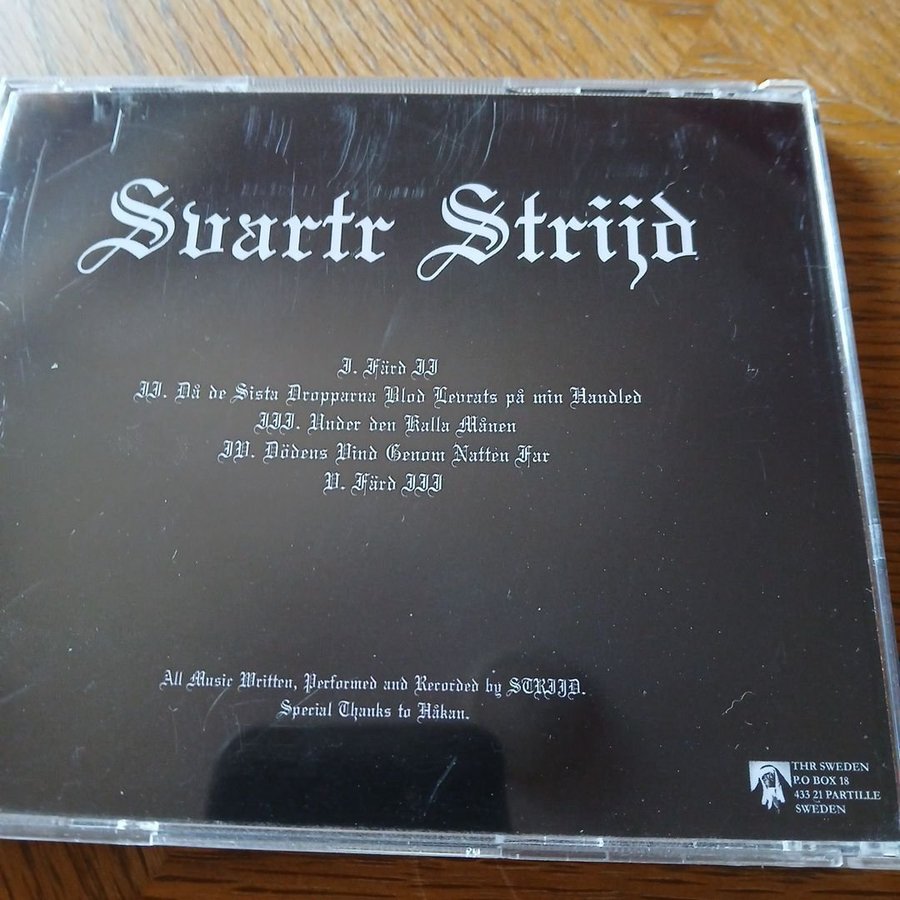 Svartr Strijd
I. Färd II
II. Då de Sista Dropparna Blod Levrats på min Handled
III. Under den Kalla Månen
IV. Dödens Vind Genom Natten Far
V. Färd III
All Music Written, Performed and Recorded by STRIJD.
Special Thanks to Håkan.
THR SWEDEN
P.O BOX 18
433 21 PARTILLE
SWEDEN